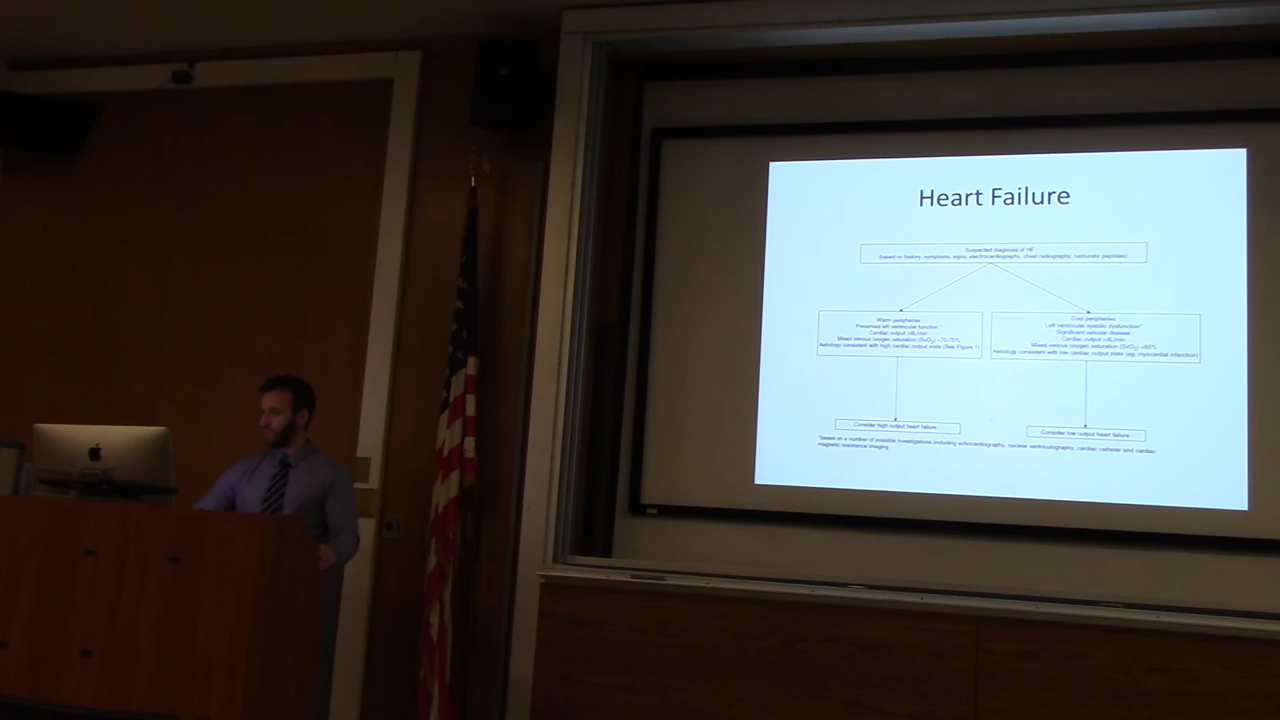 Heart Failure
Suspected diagnosis of HF
(based on history, symptoms, signs, electrocardiography, chest radiography, natriuretic peptides)
Warm peripheries
Preserved left ventricular function *
Cardiac output >8L/min
Mixed venous oxygen saturation (SvO2) >70-75%
Aetiology consistent with high cardiac output state (See Figure 1)
Cool peripheries
Left ventricular systolic dysfunction*
Significant valvular disease
Cardiac output <4L/min
Mixed venous oxygen saturation (SvO2) <60%
Aetiology consistent with low cardiac output state (eg. myocardial infarction)
Consider high output heart failure
Consider low output heart failure
*based on a number of possible investigations including echocardiography, nuclear ventriculography, cardiac catheter and cardiac
magnetic resonance imaging